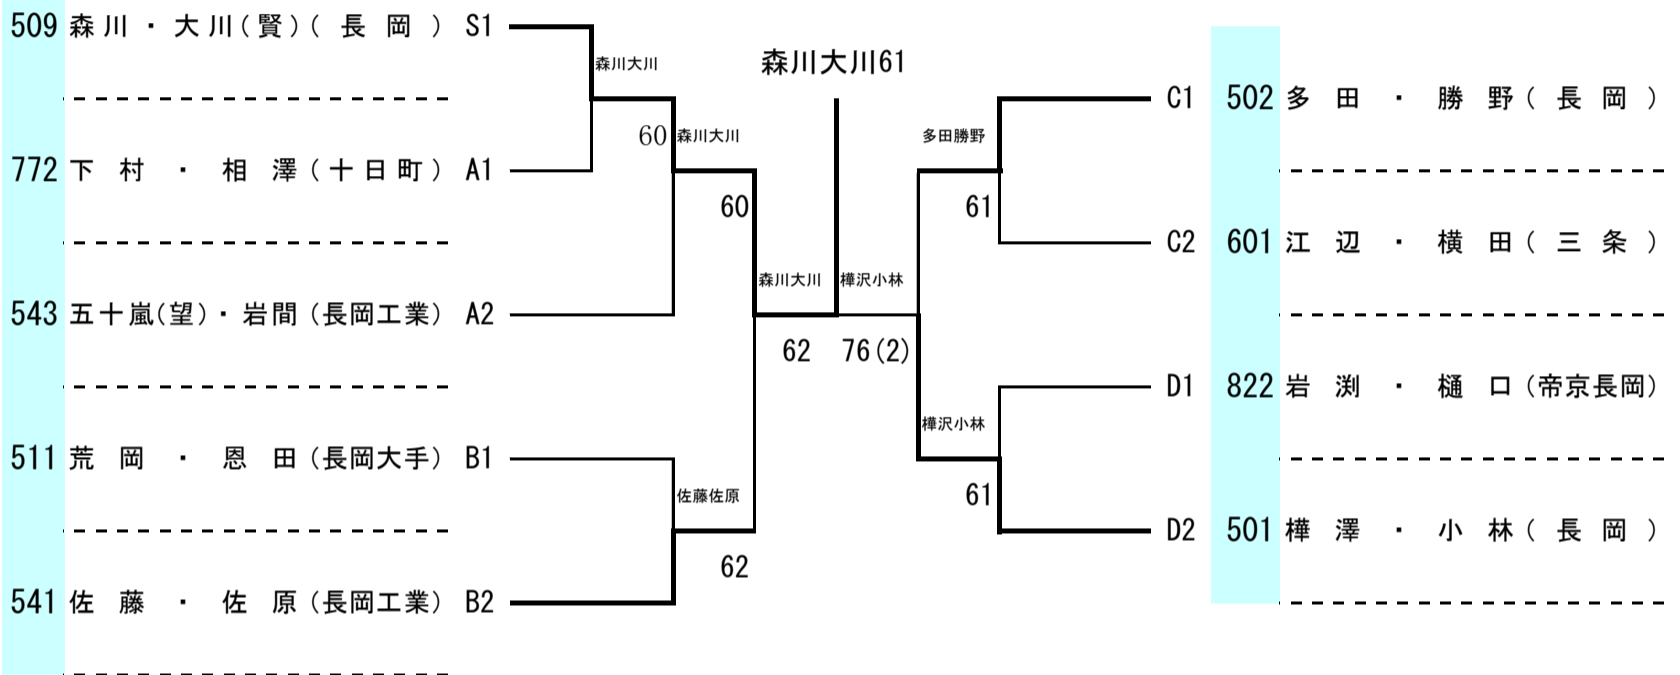 509 森川・大川(賢)(長岡) S1
森川大川
森川大川61
C1 502 多田・勝野(長岡)
60 森川大川
多田勝野
772 下村・相澤(十日町) A1
60
61
C2 601 江辺・横田(三条)
森川大川 樺沢小林
543 五十嵐(望)・岩間(長岡工業) A2
62 76(2)
D1 822 岩渕・樋口(帝京長岡)
樺沢小林
511 荒岡・恩田(長岡大手) B1
佐藤佐原
61
D2 501 樺澤・小林(長岡)
62
541 佐藤・佐原(長岡工業) B2